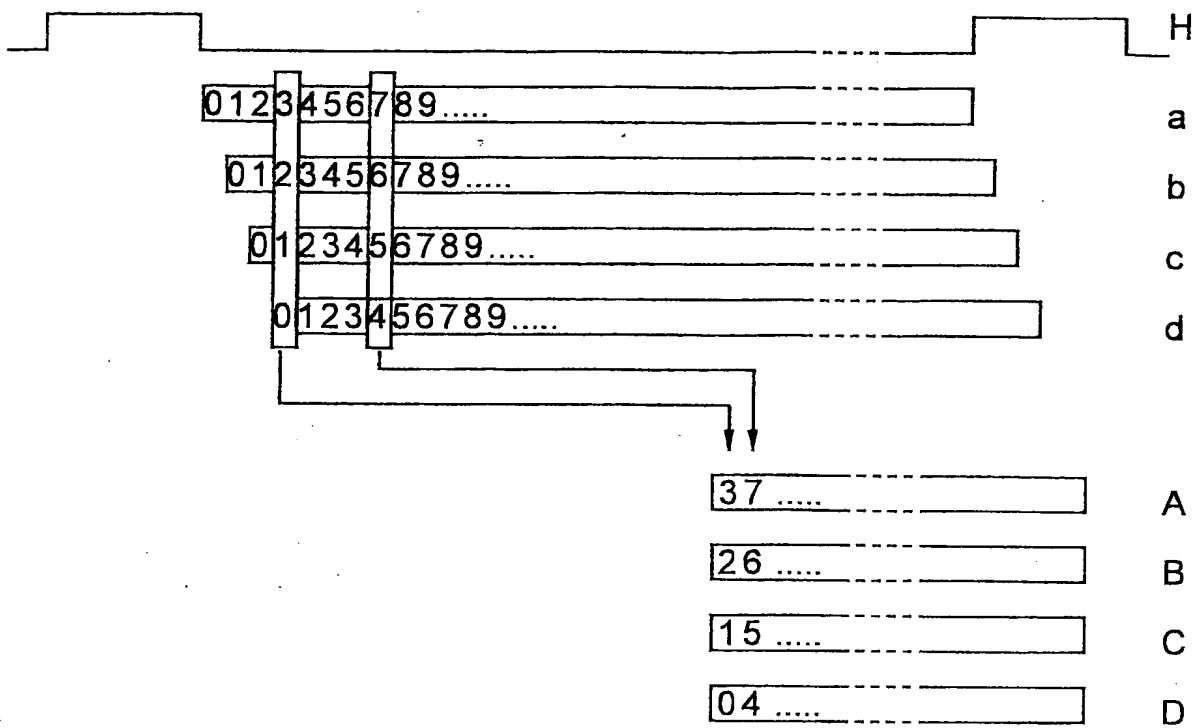 H
0123456789..... a
0123456789..... b
0123456789..... c
0123456789..... d
37 ..... A
26 ..... B
15 ..... C
04 ..... D